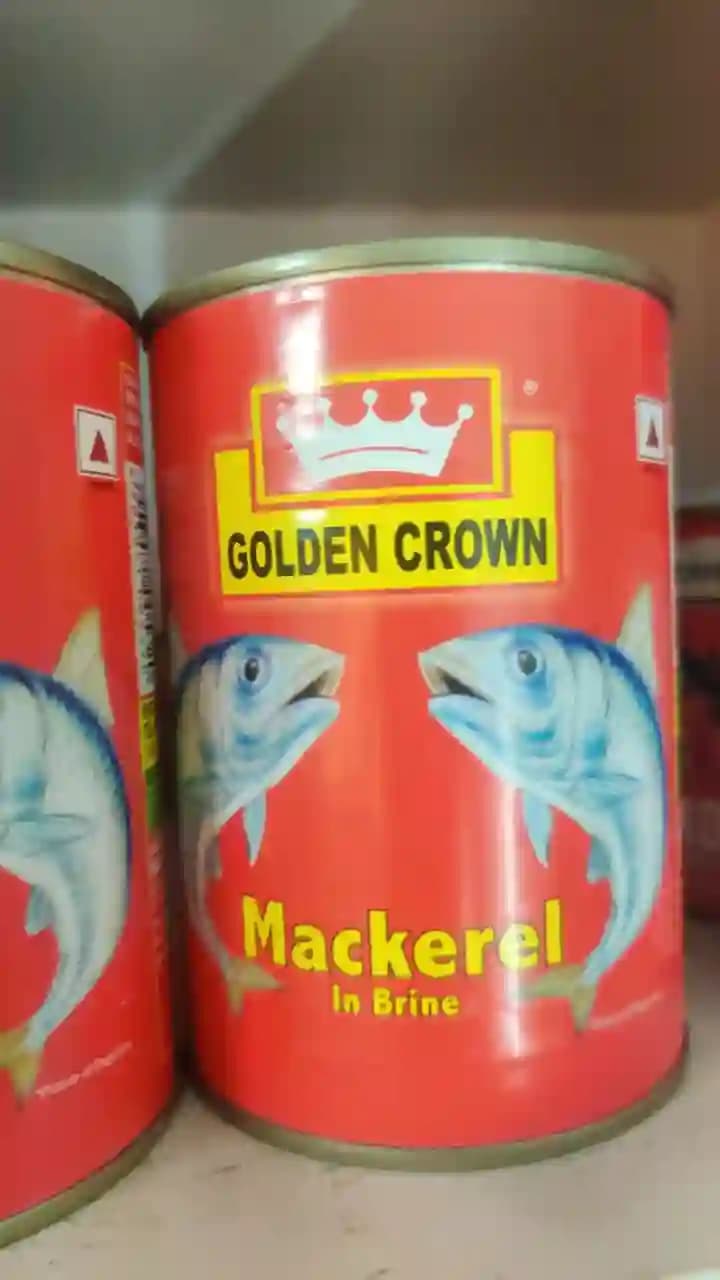 ®
GOLDEN CROWN
Mackerel
In Brine